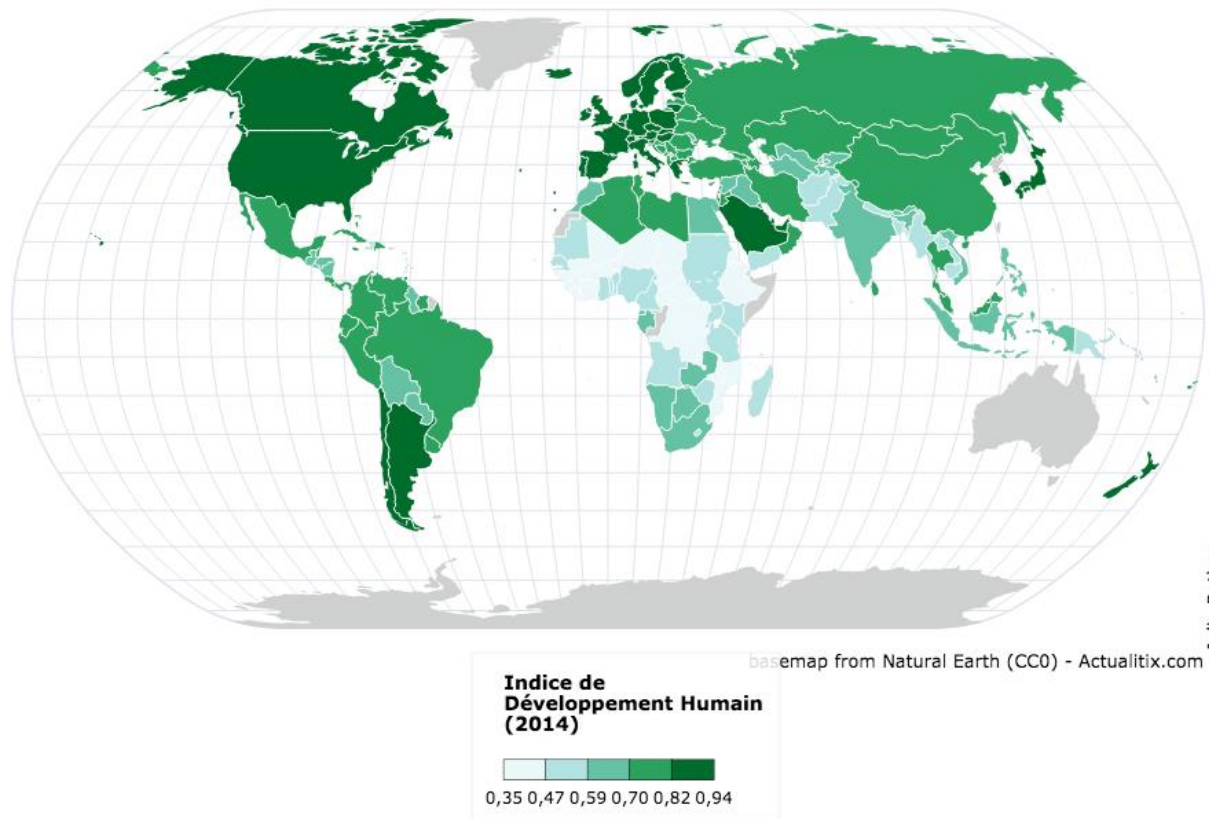 basemap from Natural Earth (CC0) - Actualitix.com
Indice de
Développement Humain
(2014)
0,35 0,47 0,59 0,70 0,82 0,94